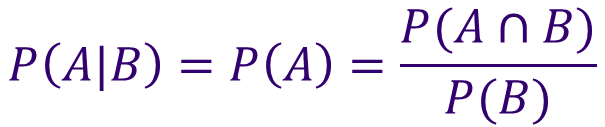 P(A|B) = P(A) = P(A ∩ B) / P(B)